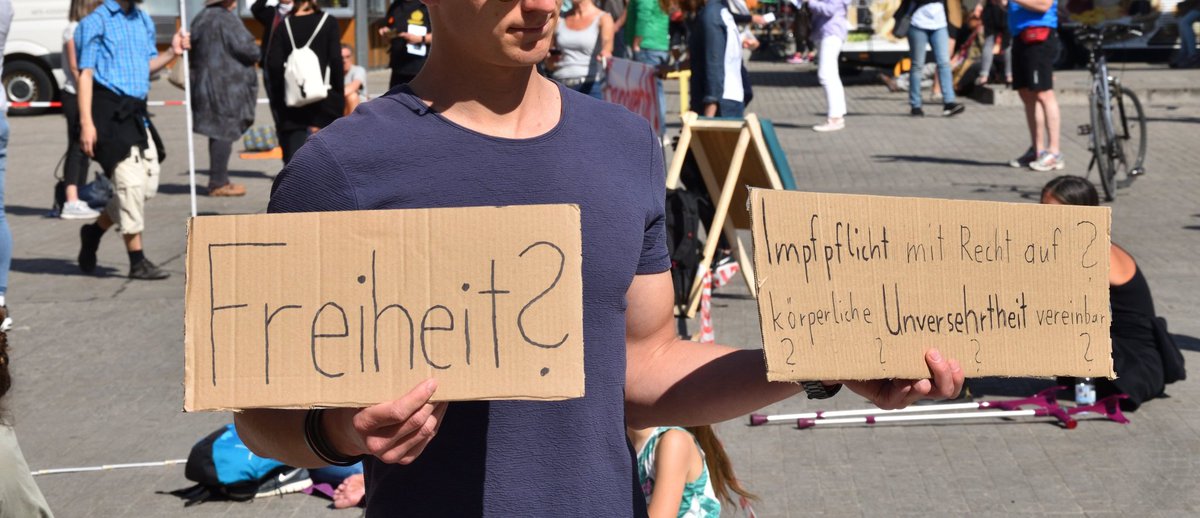 Freiheit?
Impfpflicht mit Recht auf ?
körperliche Unversehrtheit vereinbar
? ? ? ?